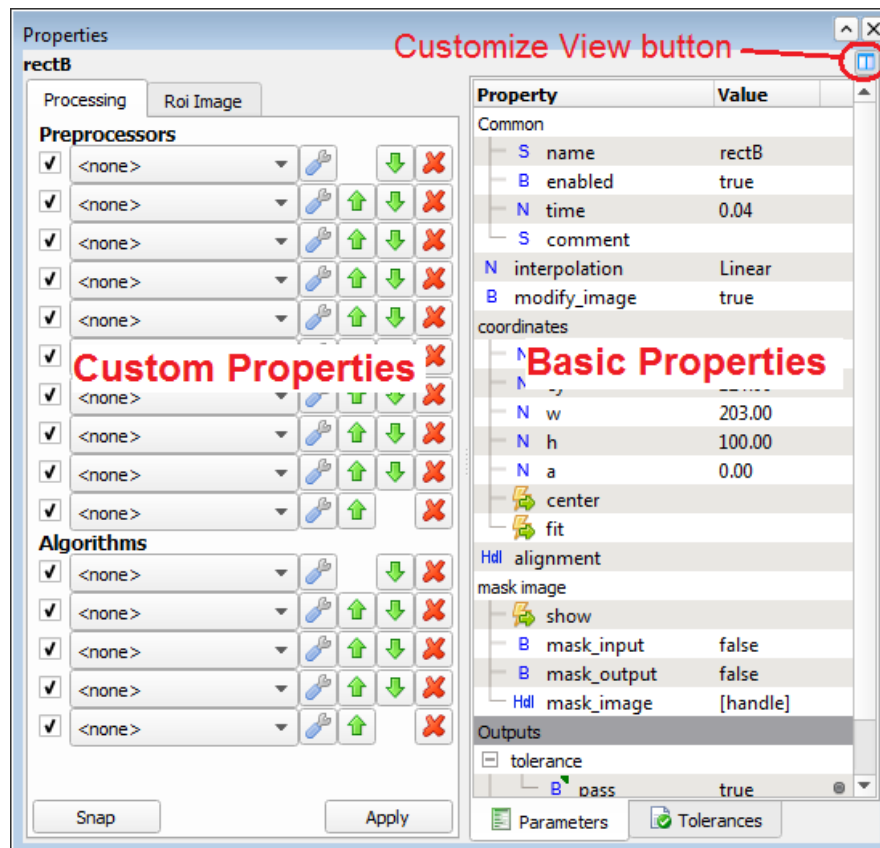 Properties
Customize View button
rectB
Processing
Roi Image
Preprocessors
<none>
<none>
<none>
<none>
<none>
<none>
<none>
<none>
<none>
Custom Properties
Algorithms
<none>
<none>
<none>
<none>
<none>
Snap
Apply
Property Value
Common
S name rectB
B enabled true
N time 0.04
S comment
N interpolation Linear
B modify_image true
coordinates
N
Basic Properties
N
N w 203.00
N h 100.00
N a 0.00
center
fit
Hdl alignment
mask image
show
B mask_input false
B mask_output false
Hdl mask_image [handle]
Outputs
tolerance
B pass true
Parameters
Tolerances